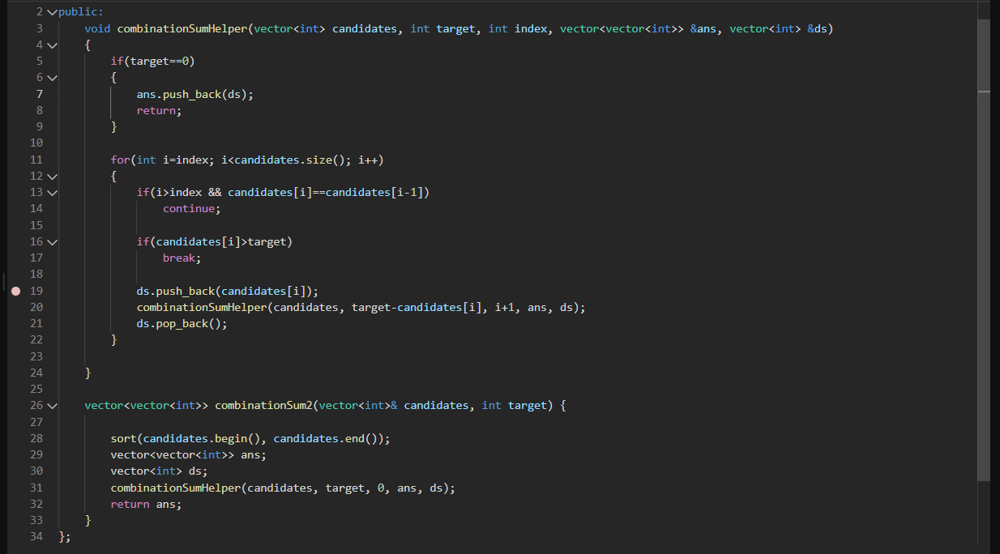 2 public:
3     void combinationSumHelper(vector<int> candidates, int target, int index, vector<vector<int>> &ans, vector<int> &ds)
4     {
5         if(target==0)
6         {
7             ans.push_back(ds);
8             return;
9         }
10
11         for(int i=index; i<candidates.size(); i++)
12         {
13             if(i>index && candidates[i]==candidates[i-1])
14                 continue;
15
16             if(candidates[i]>target)
17                 break;
18
19             ds.push_back(candidates[i]);
20             combinationSumHelper(candidates, target-candidates[i], i+1, ans, ds);
21             ds.pop_back();
22         }
23
24     }
25
26     vector<vector<int>> combinationSum2(vector<int>& candidates, int target) {
27
28         sort(candidates.begin(), candidates.end());
29         vector<vector<int>> ans;
30         vector<int> ds;
31         combinationSumHelper(candidates, target, 0, ans, ds);
32         return ans;
33     }
34 };